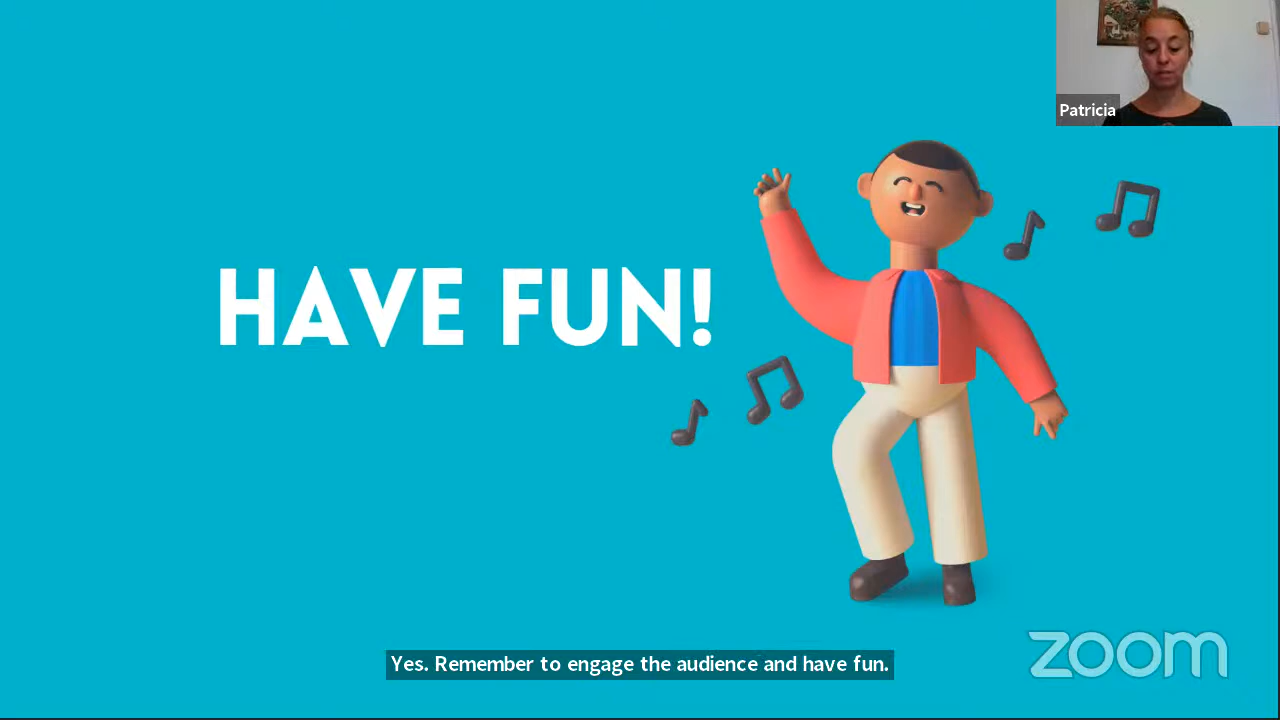 Patricia
HAVE FUN!
Yes. Remember to engage the audience and have fun.
zoom